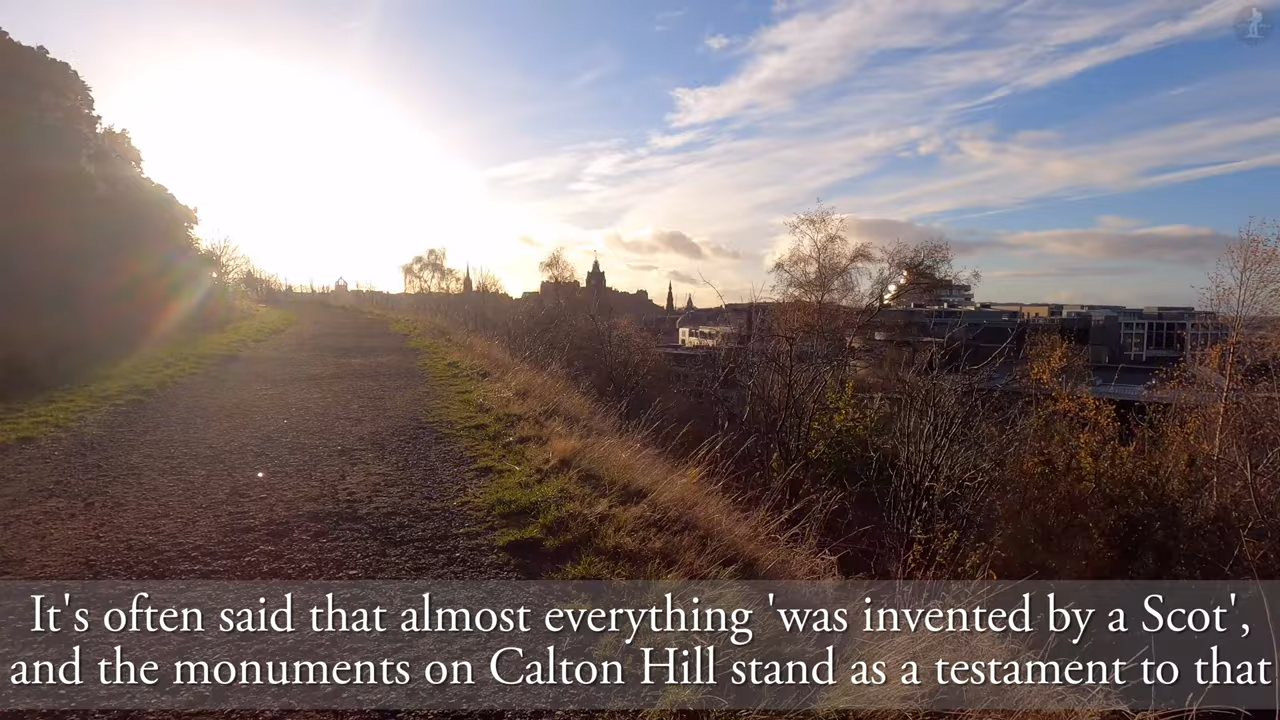 It's often said that almost everything 'was invented by a Scot',
and the monuments on Calton Hill stand as a testament to that